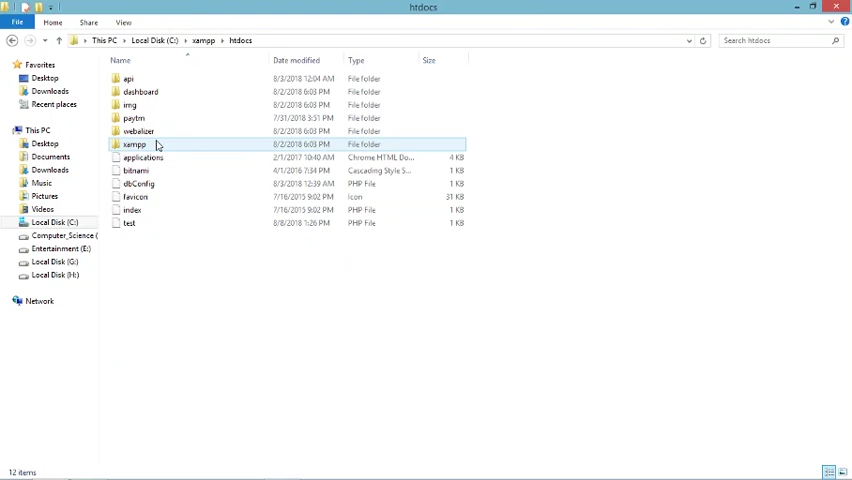 htdocs
File Home Share View
This PC Local Disk (C:) xampp htdocs Search htdocs
Name Date modified Type Size
Favorites
Desktop
Downloads
Recent places
This PC
Desktop
Documents
Downloads
Music
Pictures
Videos
Local Disk (C:)
Computer_Science (
Entertainment (E:)
Local Disk (G:)
Local Disk (H:)
Network
api 8/3/2018 12:04 AM File folder
dashboard 8/2/2018 6:03 PM File folder
img 8/2/2018 6:03 PM File folder
paytm 7/31/2018 3:51 PM File folder
webalizer 8/2/2018 6:03 PM File folder
xampp 8/2/2018 6:03 PM File folder
applications 2/1/2017 10:40 AM Chrome HTML Do... 4 KB
bitnami 4/1/2016 7:34 PM Cascading Style S... 1 KB
dbConfig 8/3/2018 12:39 AM PHP File 1 KB
favicon 7/16/2015 9:02 PM Icon 31 KB
index 7/16/2015 9:02 PM PHP File 1 KB
test 8/8/2018 1:26 PM PHP File 1 KB
12 items